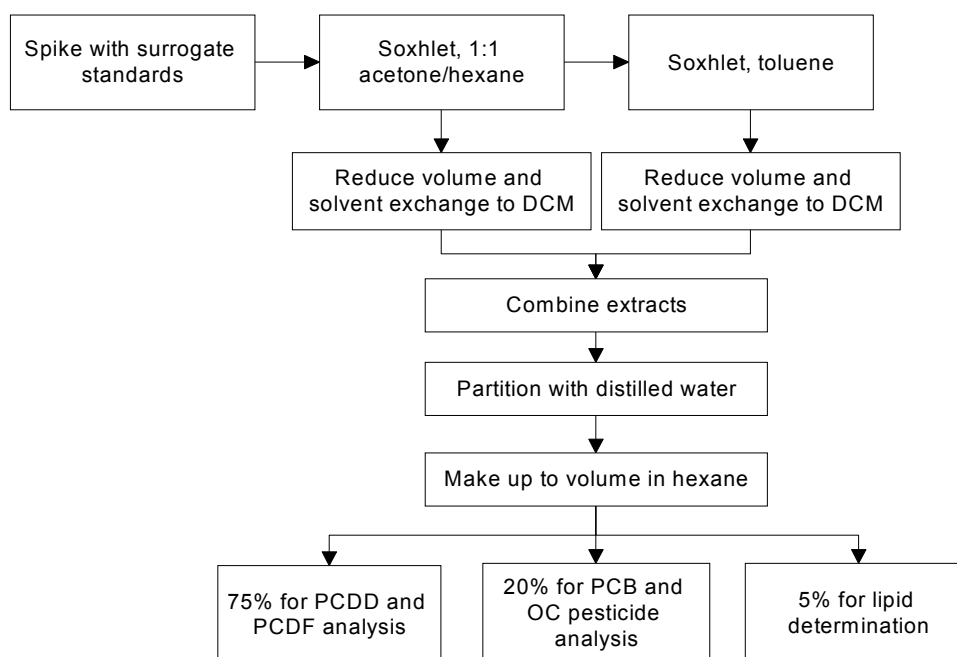 Spike with surrogate
standards
Soxhlet, 1:1
acetone/hexane
Soxhlet, toluene
Reduce volume and
solvent exchange to DCM
Reduce volume and
solvent exchange to DCM
Combine extracts
Partition with distilled water
Make up to volume in hexane
75% for PCDD and
PCDF analysis
20% for PCB and
OC pesticide
analysis
5% for lipid
determination